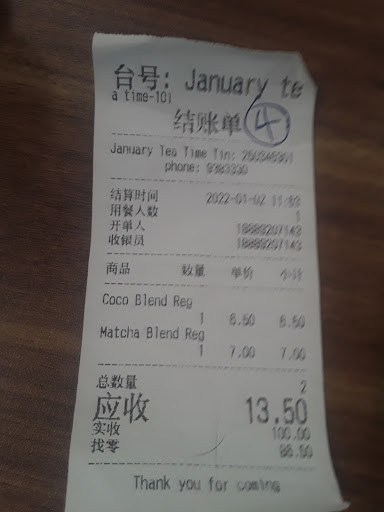 台号: January te
a time-101
结账单 4
January Tea Time Tin: 260346301
phone: 9383330
结算时间 2022-01-02 11:53
用餐人数 1
开单人 18889207143
收银员 18889207143
商品 数量 单价 小计
Coco Blend Reg
1 6.50 6.50
Matcha Blend Reg
1 7.00 7.00
总数量 2
应收 13.50
实收 100.00
找零 86.50
Thank you for coming